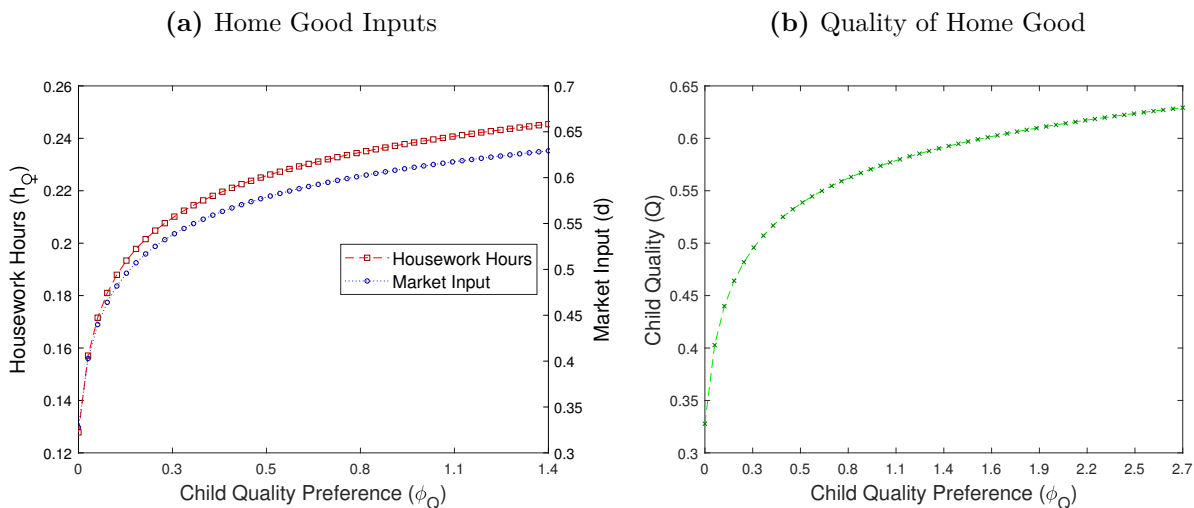 (a) Home Good Inputs
0.26
0.24
0.22
0.2
0.18
0.16
0.14
0.12
Housework Hours (h♀)
0.7
0.65
0.6
0.55
0.5
0.45
0.4
0.35
0.3
Market Input (d)
Housework Hours
Market Input
0 0.3 0.5 0.8 1.1 1.4
Child Quality Preference (ϕQ)
(b) Quality of Home Good
0.65
0.6
0.55
0.5
0.45
0.4
0.35
0.3
Child Quality (Q)
0 0.3 0.5 0.8 1.1 1.4 1.6 1.9 2.2 2.5 2.7
Child Quality Preference (ϕQ)